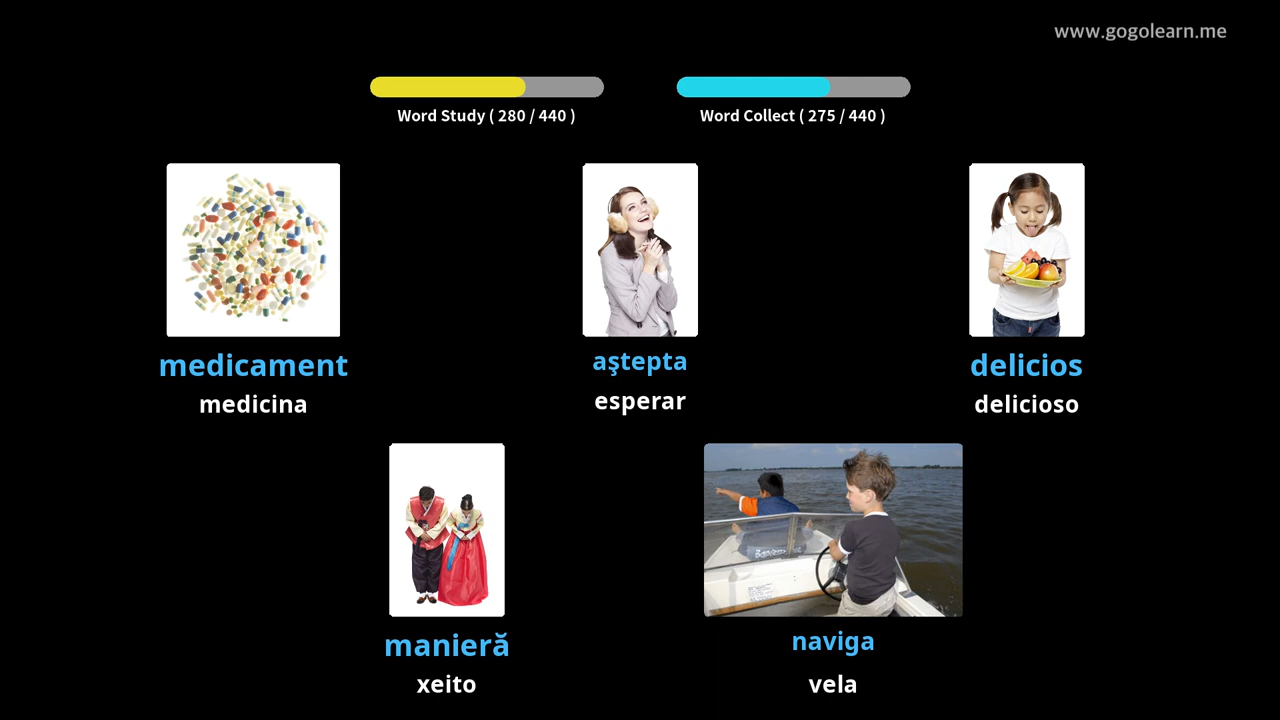 www.gogolearn.me
Word Study ( 280 / 440 )
Word Collect ( 275 / 440 )
medicament
medicina
aştepta
esperar
delicios
delicioso
manieră
xeito
naviga
vela